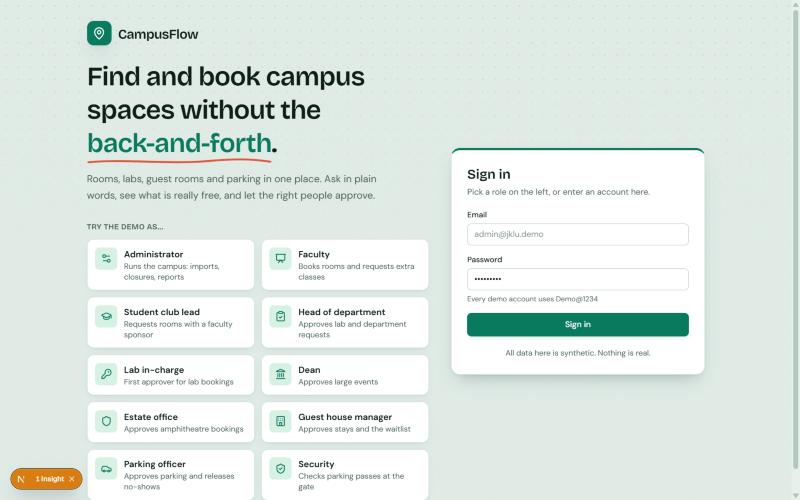 CampusFlow
Find and book campus
spaces without the
back-and-forth.
Rooms, labs, guest rooms and parking in one place. Ask in plain
words, see what is really free, and let the right people approve.
TRY THE DEMO AS...
Administrator
Runs the campus: imports,
closures, reports
Faculty
Books rooms and requests extra
classes
Student club lead
Requests rooms with a faculty
sponsor
Head of department
Approves lab and department
requests
Lab in-charge
First approver for lab bookings
Dean
Approves large events
Estate office
Approves amphitheatre bookings
Guest house manager
Approves stays and the waitlist
Parking officer
Approves parking and releases
no-shows
Security
Checks parking passes at the
gate
Sign in
Pick a role on the left, or enter an account here.
Email
admin@jklu.demo
Password
•••••••••
Every demo account uses Demo@1234
Sign in
All data here is synthetic. Nothing is real.
N
1 Insight